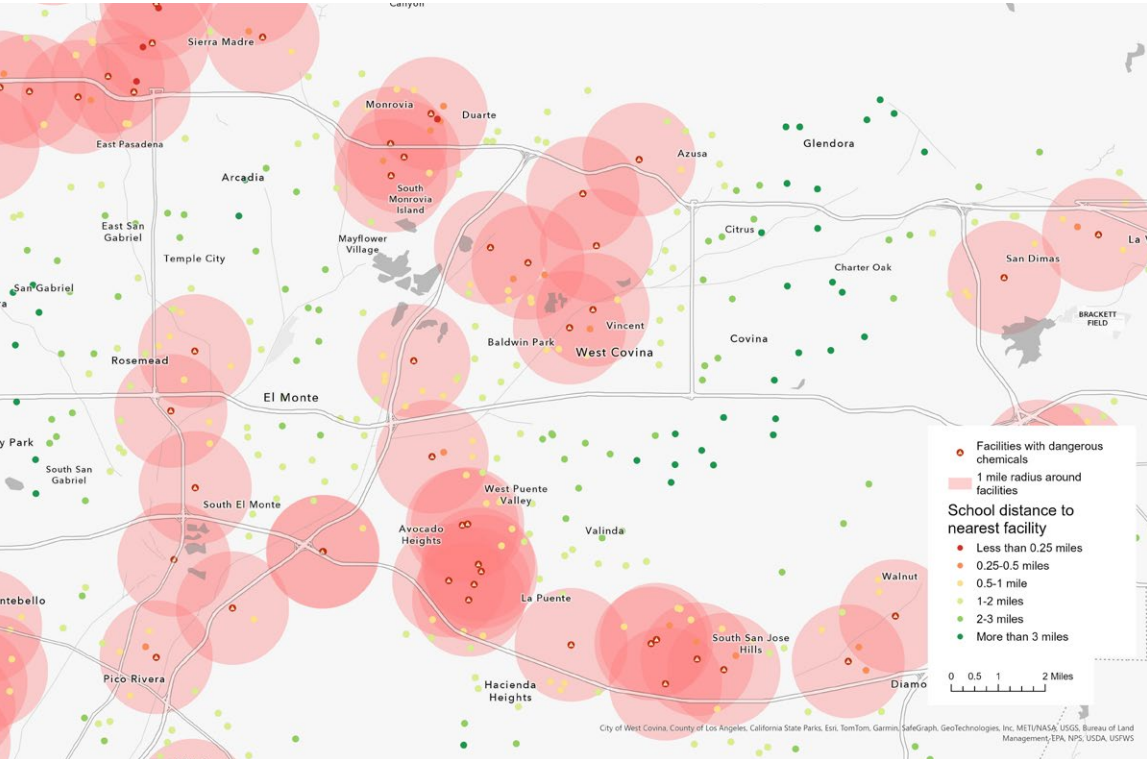 Canyon
Sierra Madre
Monrovia
Duarte
East Pasadena
Azusa
Glendora
Arcadia
South
Monrovia
Island
East San
Gabriel
Mayflower
Village
Citrus
La V
Temple City
San Dimas
Charter Oak
San Gabriel
ra
BRACKETT
FIELD
Vincent
Baldwin Park
Covina
West Covina
Rosemead
El Monte
y Park
South San
Gabriel
South El Monte
West Puente
Valley
Avocado
Heights
Valinda
Walnut
ntebello
La Puente
South San Jose
Hills
Pico Rivera
Hacienda
Heights
Diamo
Facilities with dangerous
chemicals
1 mile radius around
facilities
School distance to
nearest facility
Less than 0.25 miles
0.25-0.5 miles
0.5-1 mile
1-2 miles
2-3 miles
More than 3 miles
0 0.5 1 2 Miles
City of West Covina, County of Los Angeles, California State Parks, Esri, TomTom, Garmin, SafeGraph, GeoTechnologies, Inc, METI/NASA, USGS, Bureau of Land
Management, EPA, NPS, USDA, USFWS